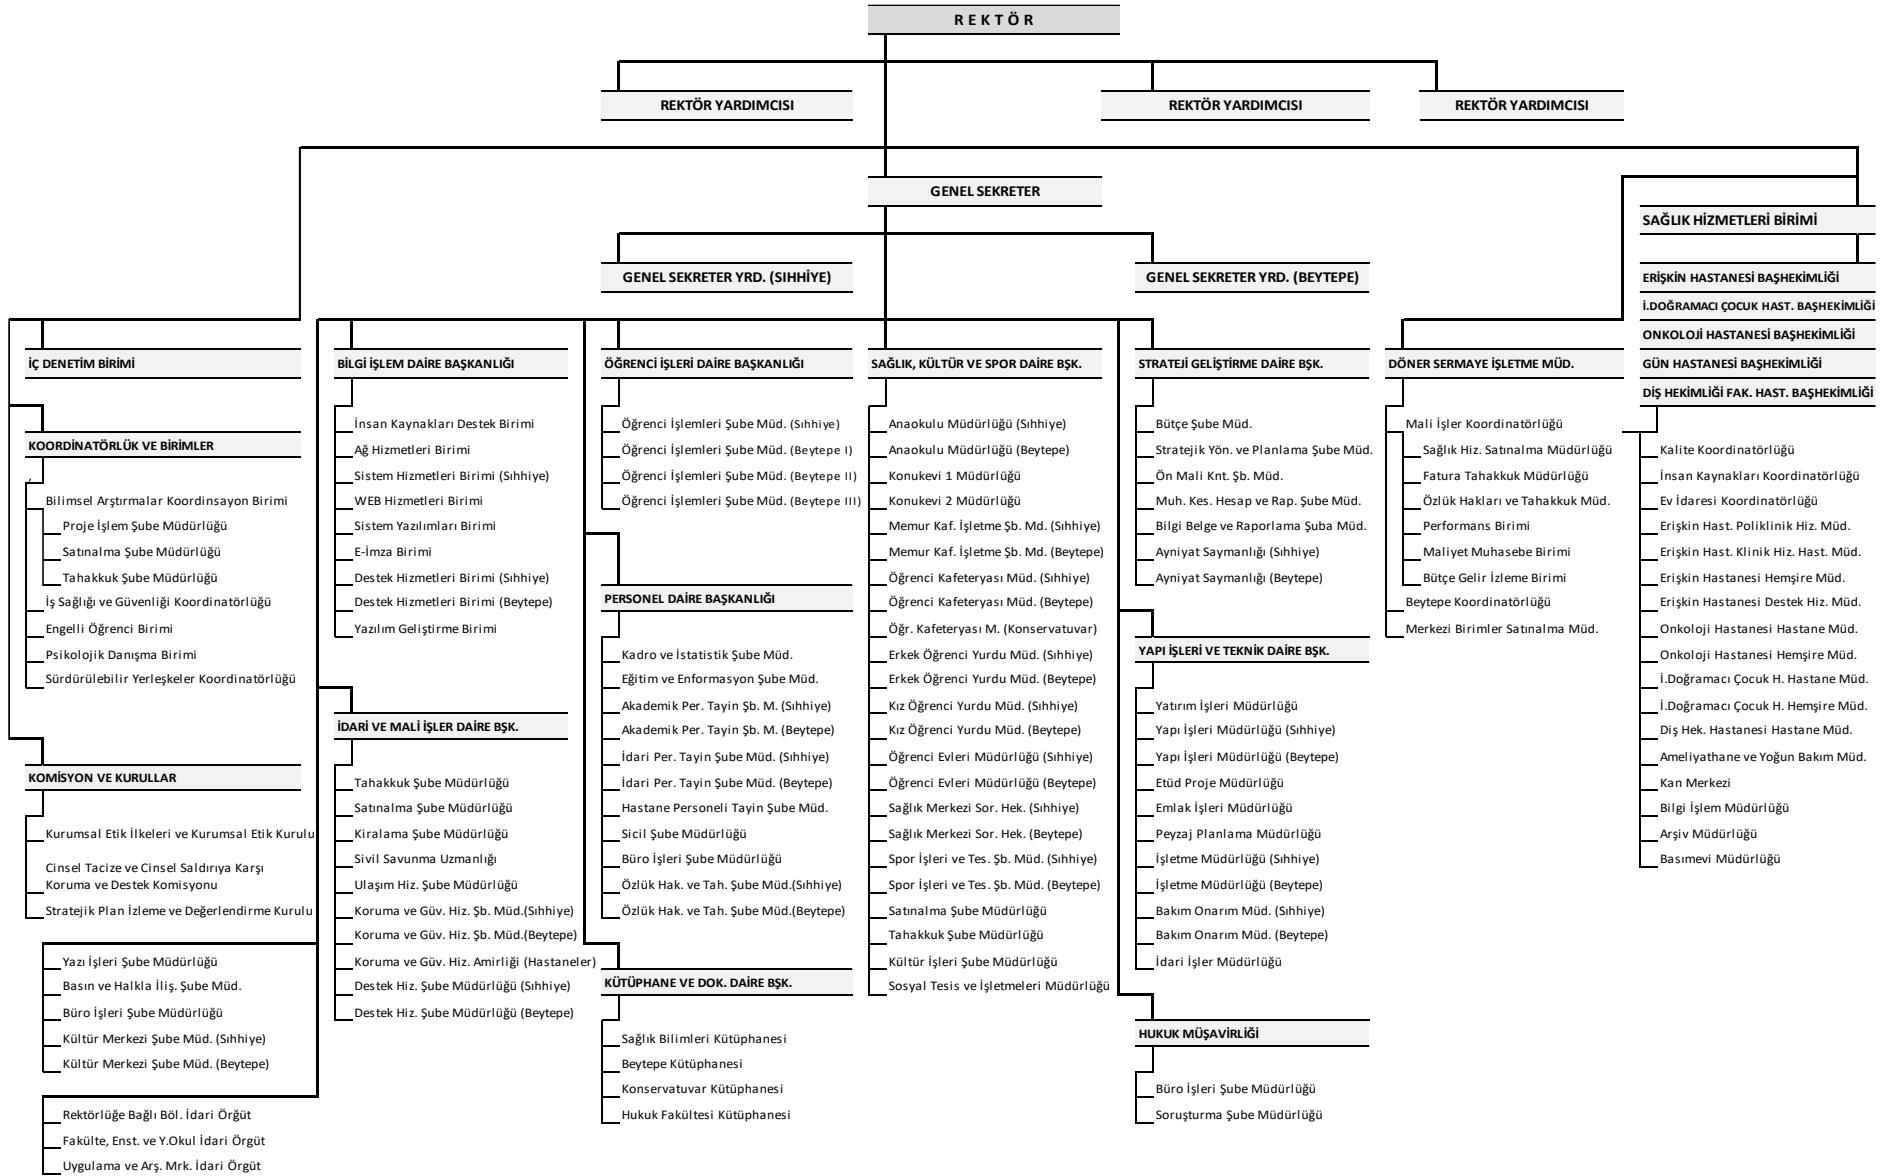 R E K T Ö R
REKTÖR YARDIMCISI
REKTÖR YARDIMCISI
REKTÖR YARDIMCISI
GENEL SEKRETER
GENEL SEKRETER YRD. (SIHHİYE)
GENEL SEKRETER YRD. (BEYTEPE)
İÇ DENETİM BİRİMİ
KOORDİNATÖRLÜK VE BİRİMLER
Bilimsel Arştırmalar Koordinsayon Birimi
Proje İşlem Şube Müdürlüğü
Satınalma Şube Müdürlüğü
Tahakkuk Şube Müdürlüğü
İş Sağlığı ve Güvenliği Koordinatörlüğü
Engelli Öğrenci Birimi
Psikolojik Danışma Birimi
Sürdürülebilir Yerleşkeler Koordinatörlüğü
KOMİSYON VE KURULLAR
Kurumsal Etik İlkeleri ve Kurumsal Etik Kurulu
Cinsel Tacize ve Cinsel Saldırıya Karşı
Koruma ve Destek Komisyonu
Stratejik Plan İzleme ve Değerlendirme Kurulu
Yazı İşleri Şube Müdürlüğü
Basın ve Halkla İliş. Şube Müd.
Büro İşleri Şube Müdürlüğü
Kültür Merkezi Şube Müd. (Sıhhiye)
Kültür Merkezi Şube Müd. (Beytepe)
Rektörlüğe Bağlı Böl. İdari Örğüt
Fakülte, Enst. ve Y.Okul İdari Örgüt
Uygulama ve Arş. Mrk. İdari Örgüt
BİLGİ İŞLEM DAİRE BAŞKANLIĞI
İnsan Kaynakları Destek Birimi
Ağ Hizmetleri Birimi
Sistem Hizmetleri Birimi (Sıhhiye)
WEB Hizmetleri Birimi
Sistem Yazılımları Birimi
E-İmza Birimi
Destek Hizmetleri Birimi (Sıhhiye)
Destek Hizmetleri Birimi (Beytepe)
Yazılım Geliştirme Birimi
İDARİ VE MALİ İŞLER DAİRE BŞK.
Tahakkuk Şube Müdürlüğü
Satınalma Şube Müdürlüğü
Kiralama Şube Müdürlüğü
Sivil Savunma Uzmanlığı
Ulaşım Hiz. Şube Müdürlüğü
Koruma ve Güv. Hiz. Şb. Müd.(Sıhhiye)
Koruma ve Güv. Hiz. Şb. Müd.(Beytepe)
Koruma ve Güv. Hiz. Amirliği (Hastaneler)
Destek Hiz. Şube Müdürlüğü (Sıhhiye)
Destek Hiz. Şube Müdürlüğü (Beytepe)
ÖĞRENCİ İŞLERİ DAİRE BAŞKANLIĞI
Öğrenci İşlemleri Şube Müd. (Sıhhiye)
Öğrenci İşlemleri Şube Müd. (Beytepe I)
Öğrenci İşlemleri Şube Müd. (Beytepe II)
Öğrenci İşlemleri Şube Müd. (Beytepe III)
PERSONEL DAİRE BAŞKANLIĞI
Kadro ve İstatistik Şube Müd.
Eğitim ve Enformasyon Şube Müd.
Akademik Per. Tayin Şb. M. (Sıhhiye)
Akademik Per. Tayin Şb. M. (Beytepe)
İdari Per. Tayin Şube Müd. (Sıhhiye)
İdari Per. Tayin Şube Müd. (Beytepe)
Hastane Personeli Tayin Şube Müd.
Sicil Şube Müdürlüğü
Büro İşleri Şube Müdürlüğü
Özlük Hak. ve Tah. Şube Müd.(Sıhhiye)
Özlük Hak. ve Tah. Şube Müd.(Beytepe)
KÜTÜPHANE VE DOK. DAİRE BŞK.
Sağlık Bilimleri Kütüphanesi
Beytepe Kütüphanesi
Konservatuvar Kütüphanesi
Hukuk Fakültesi Kütüphanesi
SAĞLIK, KÜLTÜR VE SPOR DAİRE BŞK.
Anaokulu Müdürlüğü (Sıhhiye)
Anaokulu Müdürlüğü (Beytepe)
Konukevi 1 Müdürlüğü
Konukevi 2 Müdürlüğü
Memur Kaf. İşletme Şb. Md. (Sıhhiye)
Memur Kaf. İşletme Şb. Md. (Beytepe)
Öğrenci Kafeteryası Müd. (Sıhhiye)
Öğrenci Kafeteryası Müd. (Beytepe)
Öğr. Kafeteryası M. (Konservatuvar)
Erkek Öğrenci Yurdu Müd. (Sıhhiye)
Erkek Öğrenci Yurdu Müd. (Beytepe)
Kız Öğrenci Yurdu Müd. (Sıhhiye)
Kız Öğrenci Yurdu Müd. (Beytepe)
Öğrenci Evleri Müdürlüğü (Sıhhiye)
Öğrenci Evleri Müdürlüğü (Beytepe)
Sağlık Merkezi Sor. Hek. (Sıhhiye)
Sağlık Merkezi Sor. Hek. (Beytepe)
Spor İşleri ve Tes. Şb. Müd. (Sıhhiye)
Spor İşleri ve Tes. Şb. Müd. (Beytepe)
Satınalma Şube Müdürlüğü
Tahakkuk Şube Müdürlüğü
Kültür İşleri Şube Müdürlüğü
Sosyal Tesis ve İşletmeleri Müdürlüğü
STRATEJİ GELİŞTİRME DAİRE BŞK.
Bütçe Şube Müd.
Stratejik Yön. ve Planlama Şube Müd.
Ön Mali Knt. Şb. Müd.
Muh. Kes. Hesap ve Rap. Şube Müd.
Bilgi Belge ve Raporlama Şuba Müd.
Ayniyat Saymanlığı (Sıhhiye)
Ayniyat Saymanlığı (Beytepe)
YAPI İŞLERİ VE TEKNİK DAİRE BŞK.
Yatırım İşleri Müdürlüğü
Yapı İşleri Müdürlüğü (Sıhhiye)
Yapı İşleri Müdürlüğü (Beytepe)
Etüd Proje Müdürlüğü
Emlak İşleri Müdürlüğü
Peyzaj Planlama Müdürlüğü
İşletme Müdürlüğü (Sıhhiye)
İşletme Müdürlüğü (Beytepe)
Bakım Onarım Müd. (Sıhhiye)
Bakım Onarım Müd. (Beytepe)
İdari İşler Müdürlüğü
HUKUK MÜŞAVİRLİĞİ
Büro İşleri Şube Müdürlüğü
Soruşturma Şube Müdürlüğü
DÖNER SERMAYE İŞLETME MÜD.
Mali İşler Koordinatörlüğü
Sağlık Hiz. Satınalma Müdürlüğü
Fatura Tahakkuk Müdürlüğü
Özlük Hakları ve Tahakkuk Müd.
Performans Birimi
Maliyet Muhasebe Birimi
Bütçe Gelir İzleme Birimi
Beytepe Koordinatörlüğü
Merkezi Birimler Satınalma Müd.
SAĞLIK HİZMETLERİ BİRİMİ
ERİŞKİN HASTANESİ BAŞHEKİMLİĞİ
İ.DOĞRAMACI ÇOCUK HAST. BAŞHEKİMLİĞİ
ONKOLOJİ HASTANESİ BAŞHEKİMLİĞİ
GÜN HASTANESİ BAŞHEKİMLİĞİ
DİŞ HEKİMLİĞİ FAK. HAST. BAŞHEKİMLİĞİ
Kalite Koordinatörlüğü
İnsan Kaynakları Koordinatörlüğü
Ev İdaresi Koordinatörlüğü
Erişkin Hast. Poliklinik Hiz. Müd.
Erişkin Hast. Klinik Hiz. Hast. Müd.
Erişkin Hastanesi Hemşire Müd.
Erişkin Hastanesi Destek Hiz. Müd.
Onkoloji Hastanesi Hastane Müd.
Onkoloji Hastanesi Hemşire Müd.
İ.Doğramacı Çocuk H. Hastane Müd.
İ.Doğramacı Çocuk H. Hemşire Müd.
Diş Hek. Hastanesi Hastane Müd.
Ameliyathane ve Yoğun Bakım Müd.
Kan Merkezi
Bilgi İşlem Müdürlüğü
Arşiv Müdürlüğü
Basımevi Müdürlüğü